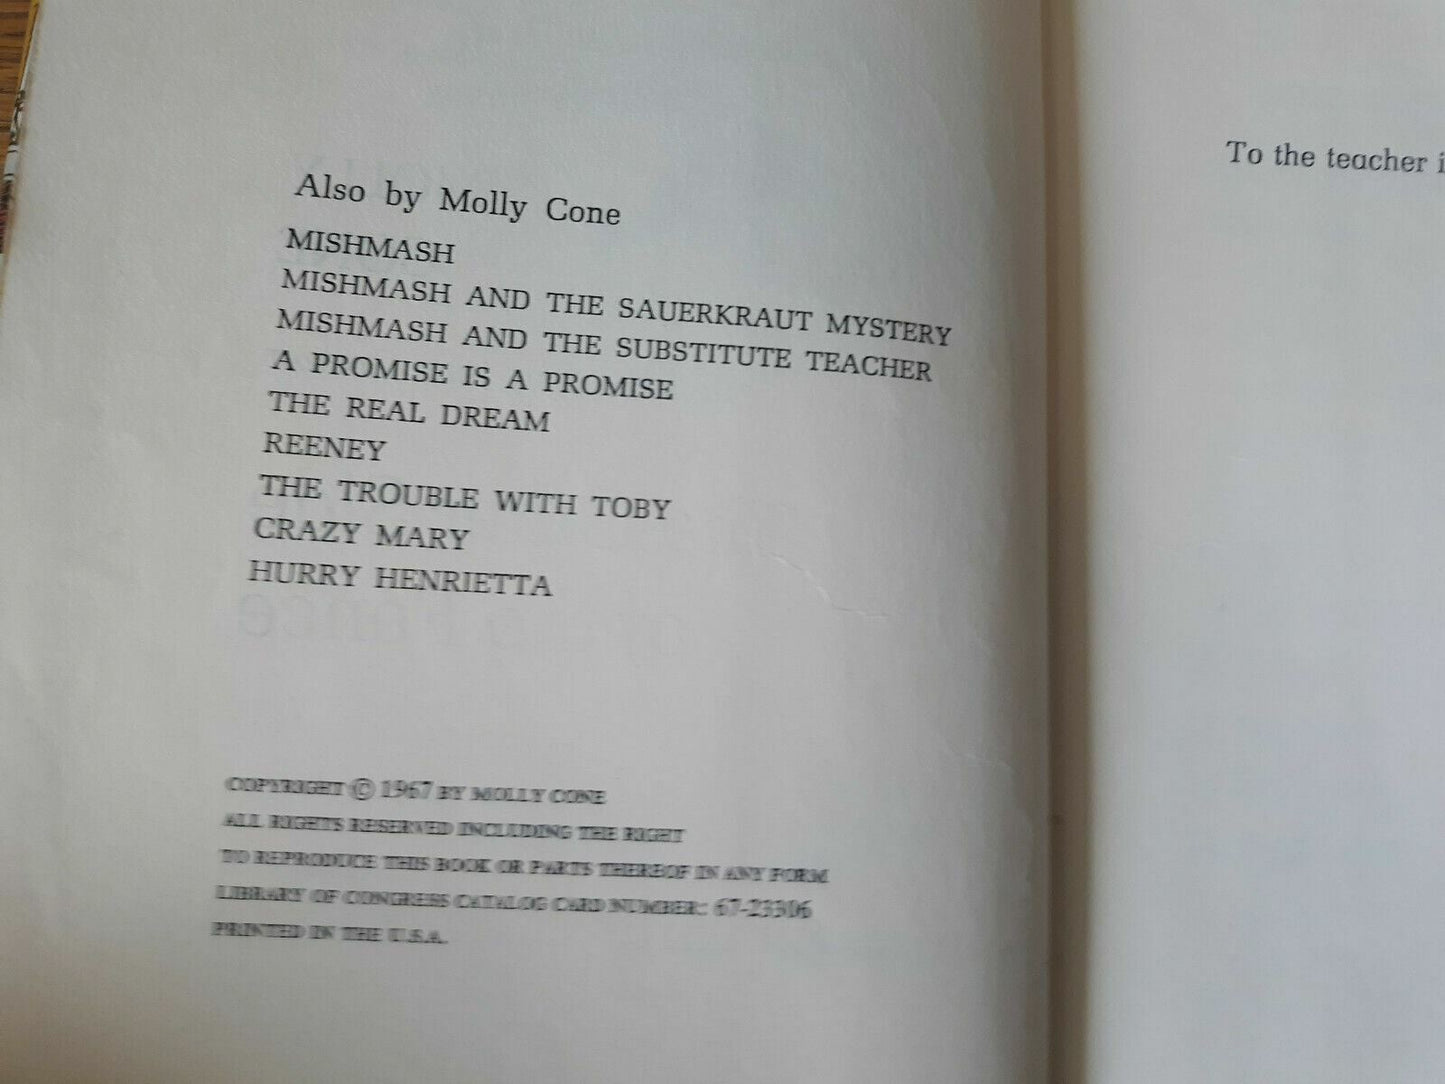 Also by Molly Cone
MISHMASH
MISHMASH AND THE SAUERKRAUT MYSTERY
MISHMASH AND THE SUBSTITUTE TEACHER
A PROMISE IS A PROMISE
THE REAL DREAM
REENEY
THE TROUBLE WITH TOBY
CRAZY MARY
HURRY HENRIETTA
COPYRIGHT © 1967 BY MOLLY CONE
ALL RIGHTS RESERVED INCLUDING THE RIGHT
TO REPRODUCE THIS BOOK OR PARTS THEREOF IN ANY FORM
LIBRARY OF CONGRESS CATALOG CARD NUMBER: 67-23306
PRINTED IN THE U.S.A.
To the teacher